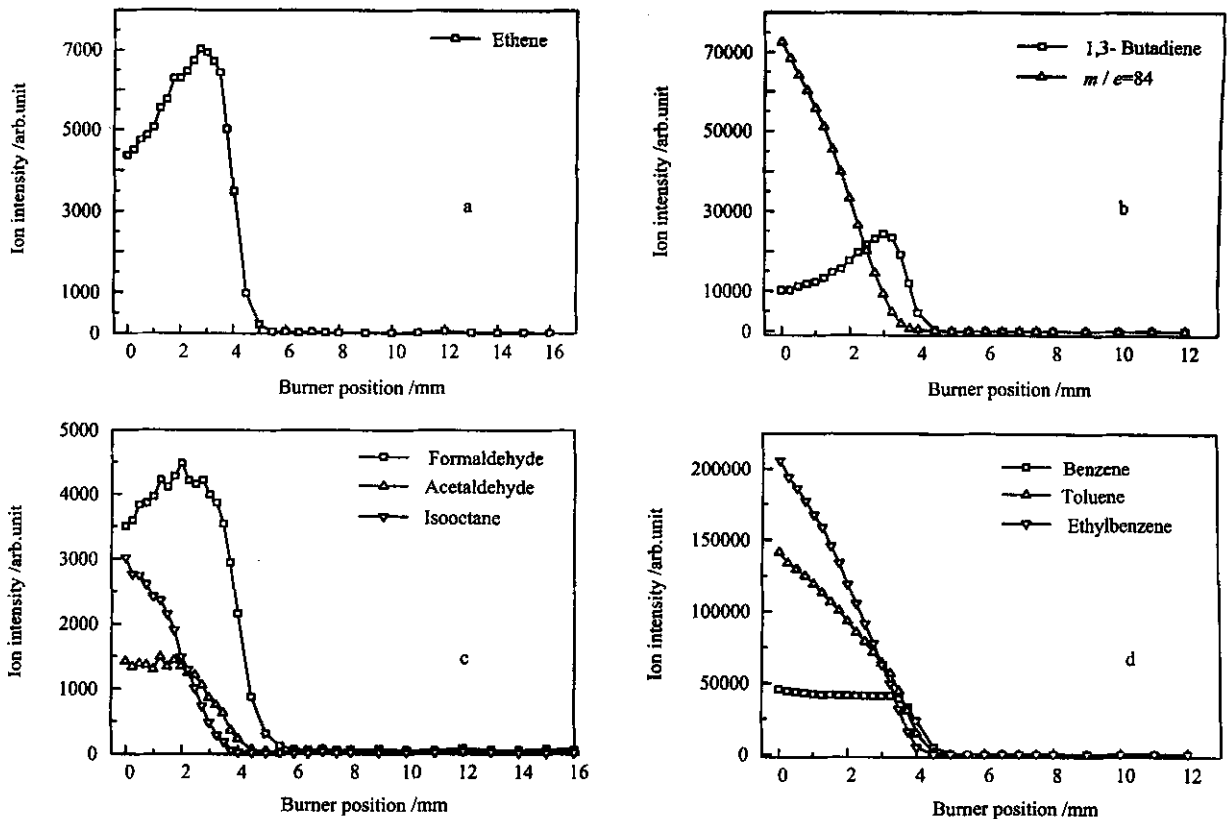 7000
5000
3000
1000
0
Ion intensity /arb.unit
Ethene
a
0 2 4 6 8 10 12 14 16
Burner position /mm
70000
50000
30000
10000
0
Ion intensity /arb.unit
1,3- Butadiene
m / e=84
b
0 2 4 6 8 10 12
Burner position /mm
5000
4000
3000
2000
1000
0
Ion intensity /arb.unit
Formaldehyde
Acetaldehyde
Isooctane
c
0 2 4 6 8 10 12 14 16
Burner position /mm
200000
150000
100000
50000
0
Ion intensity /arb.unit
Benzene
Toluene
Ethylbenzene
d
0 2 4 6 8 10 12
Burner position /mm